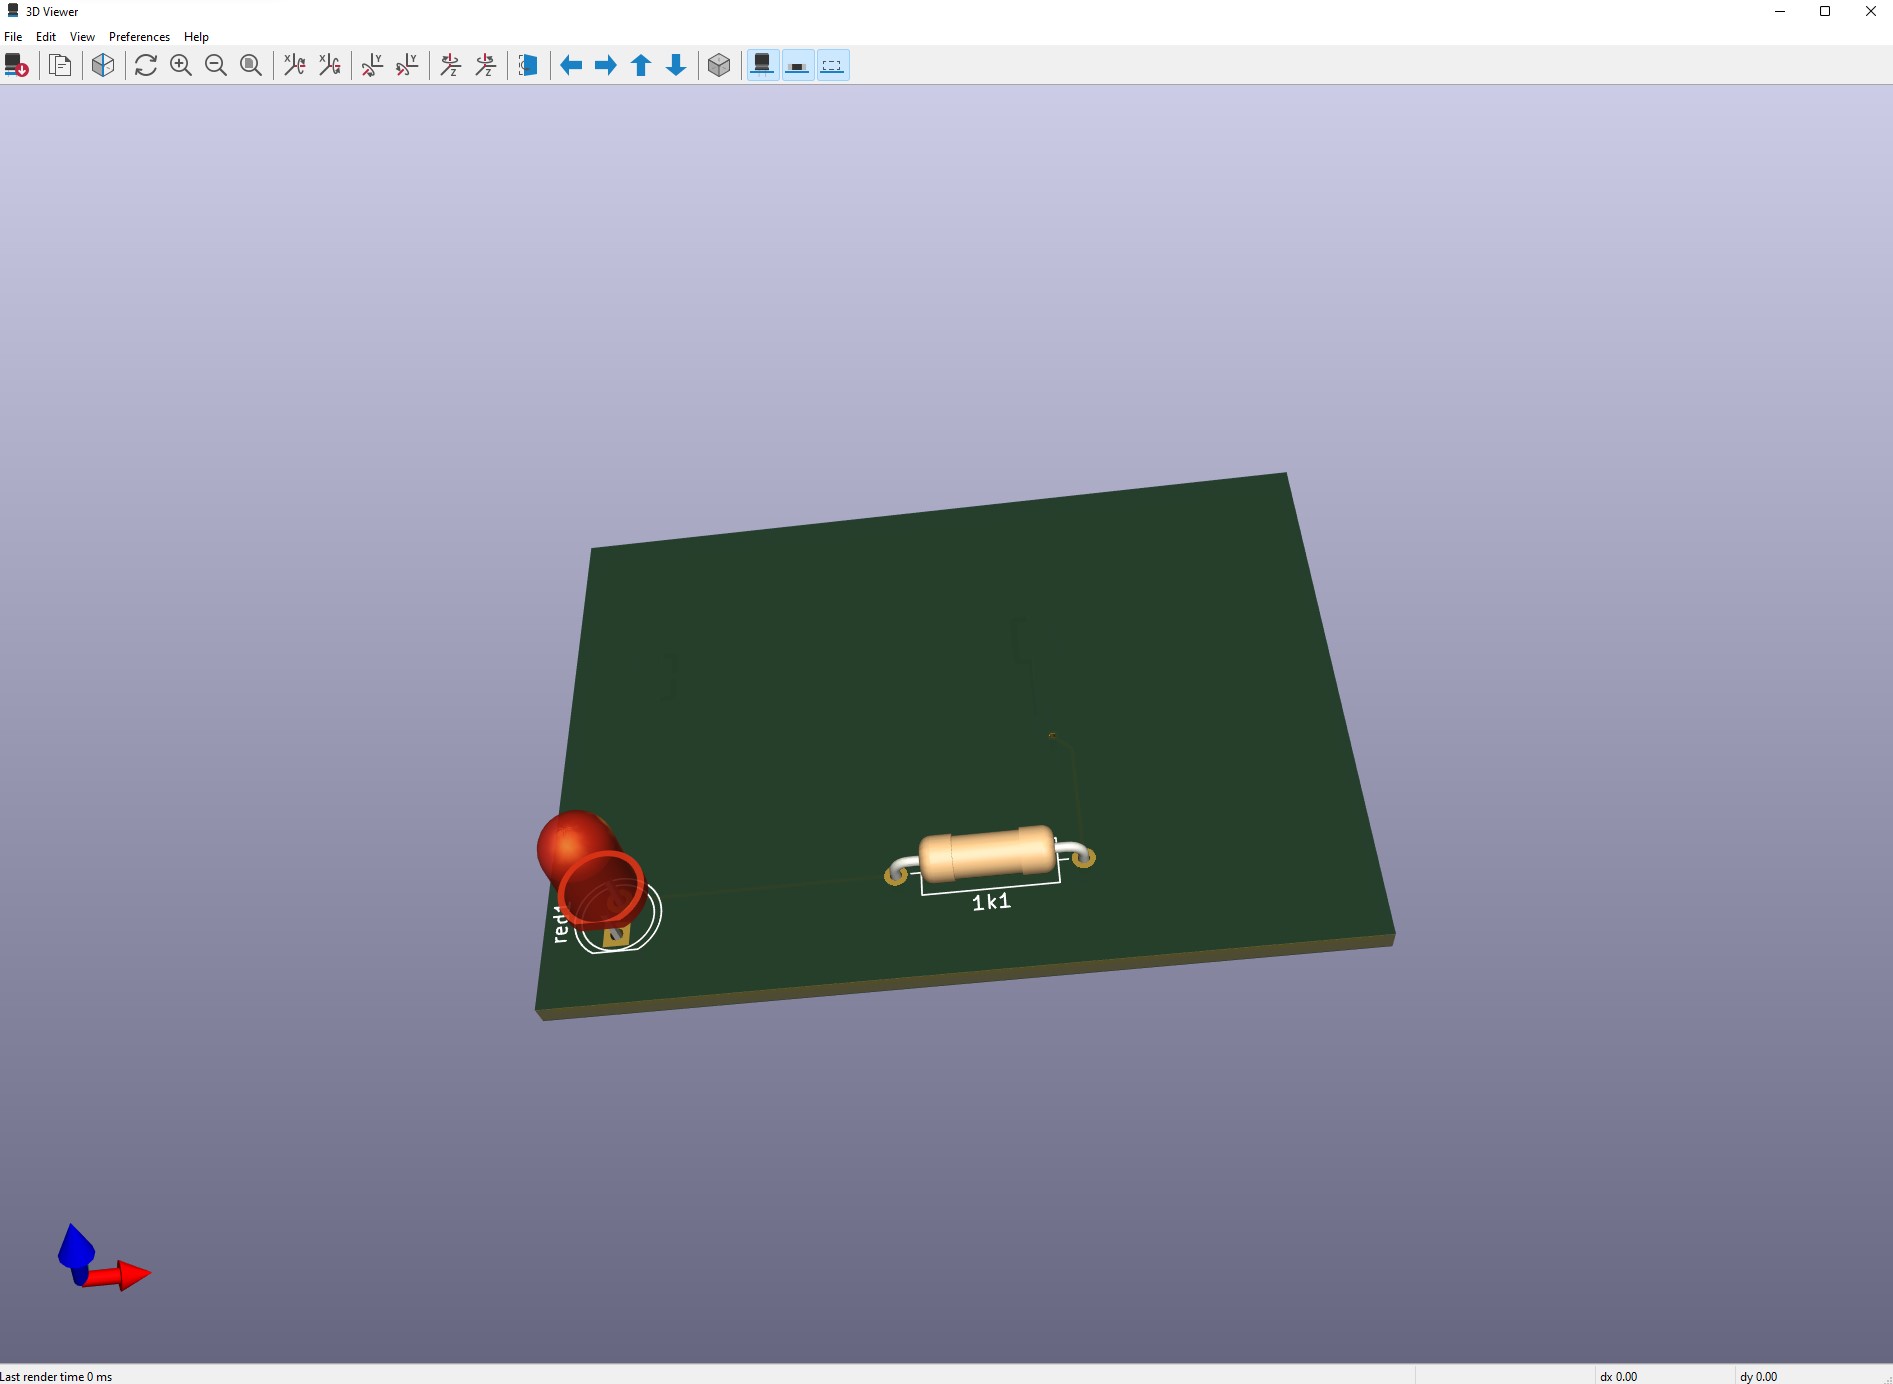 3D Viewer
File Edit View Preferences Help
X X Y Y Z Z
1k1
Last render time 0 ms
dx 0.00
dy 0.00